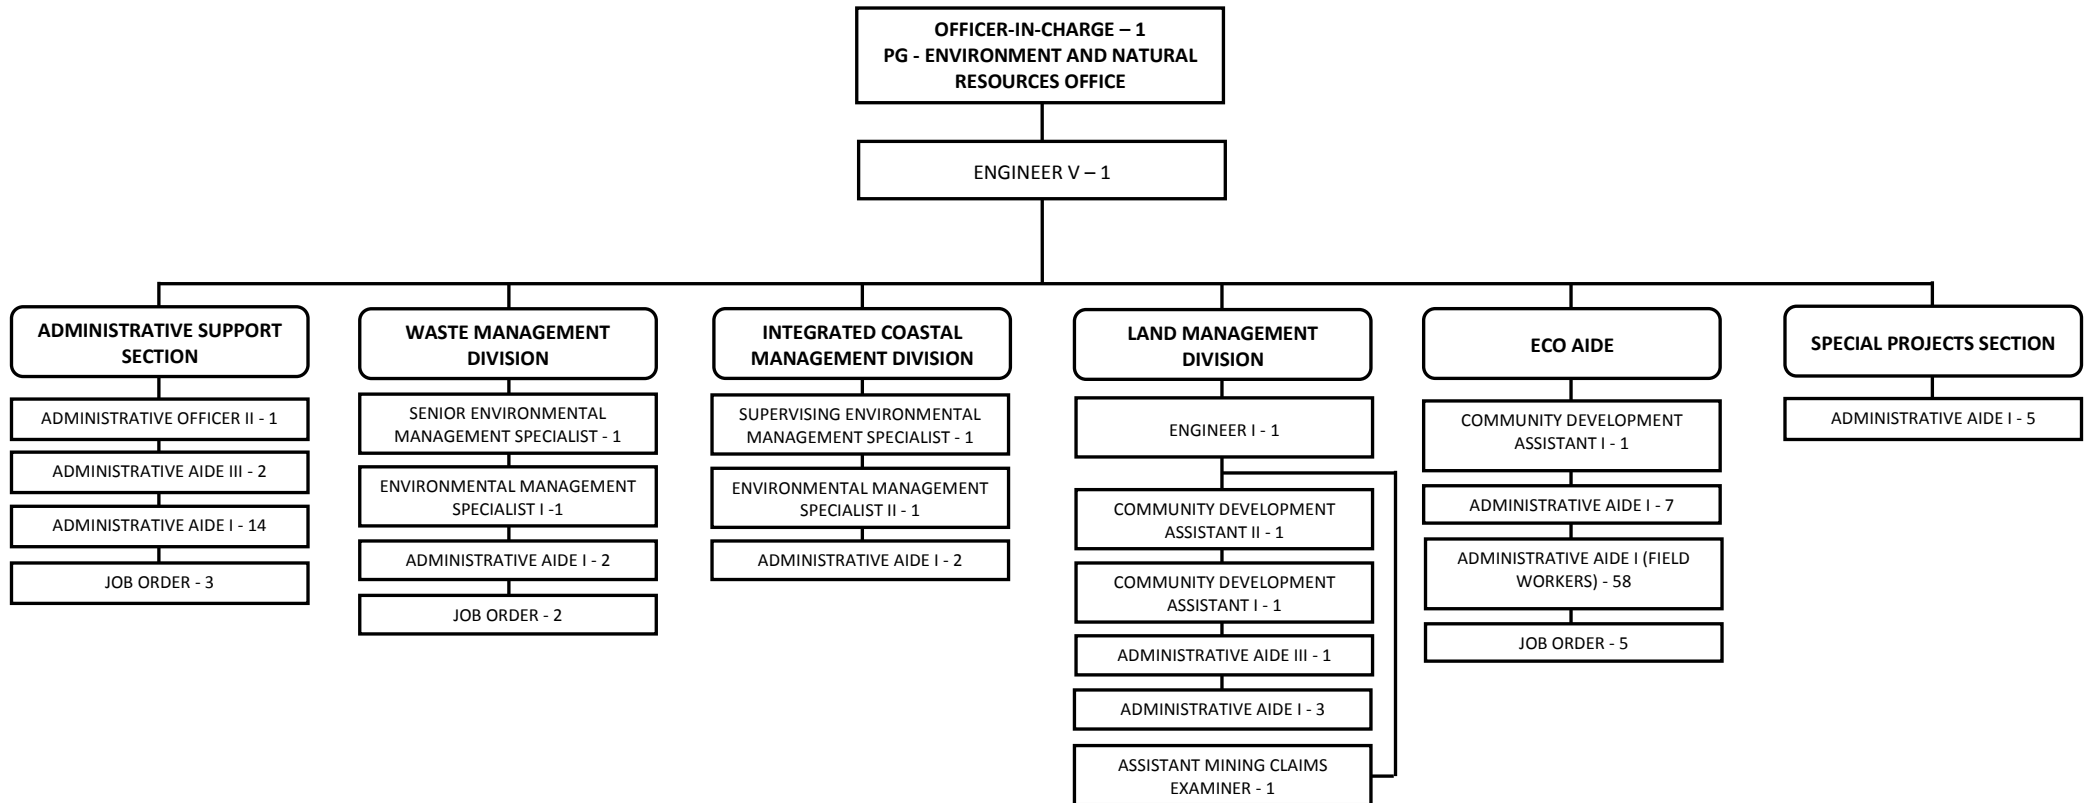 OFFICER-IN-CHARGE – 1
PG - ENVIRONMENT AND NATURAL
RESOURCES OFFICE
ENGINEER V – 1
ADMINISTRATIVE SUPPORT
SECTION
ADMINISTRATIVE OFFICER II - 1
ADMINISTRATIVE AIDE III - 2
ADMINISTRATIVE AIDE I - 14
JOB ORDER - 3
WASTE MANAGEMENT
DIVISION
SENIOR ENVIRONMENTAL
MANAGEMENT SPECIALIST - 1
ENVIRONMENTAL MANAGEMENT
SPECIALIST I -1
ADMINISTRATIVE AIDE I - 2
JOB ORDER - 2
INTEGRATED COASTAL
MANAGEMENT DIVISION
SUPERVISING ENVIRONMENTAL
MANAGEMENT SPECIALIST - 1
ENVIRONMENTAL MANAGEMENT
SPECIALIST II - 1
ADMINISTRATIVE AIDE I - 2
LAND MANAGEMENT
DIVISION
ENGINEER I - 1
COMMUNITY DEVELOPMENT
ASSISTANT II - 1
COMMUNITY DEVELOPMENT
ASSISTANT I - 1
ADMINISTRATIVE AIDE III - 1
ADMINISTRATIVE AIDE I - 3
ASSISTANT MINING CLAIMS
EXAMINER - 1
ECO AIDE
COMMUNITY DEVELOPMENT
ASSISTANT I - 1
ADMINISTRATIVE AIDE I - 7
ADMINISTRATIVE AIDE I (FIELD
WORKERS) - 58
JOB ORDER - 5
SPECIAL PROJECTS SECTION
ADMINISTRATIVE AIDE I - 5